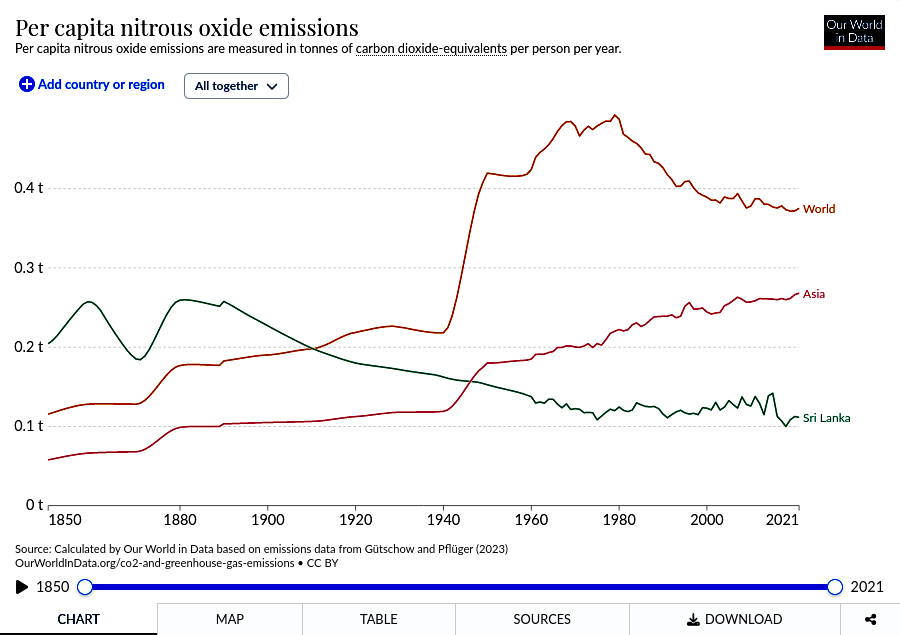 Per capita nitrous oxide emissions
Per capita nitrous oxide emissions are measured in tonnes of carbon dioxide-equivalents per person per year.
Our World
in Data
Add country or region
All together
0.4 t
0.3 t
0.2 t
0.1 t
0 t
World
Asia
Sri Lanka
1850 1880 1900 1920 1940 1960 1980 2000 2021
Source: Calculated by Our World in Data based on emissions data from Gütschow and Pflüger (2023)
OurWorldInData.org/co2-and-greenhouse-gas-emissions • CC BY
1850 2021
CHART MAP TABLE SOURCES DOWNLOAD